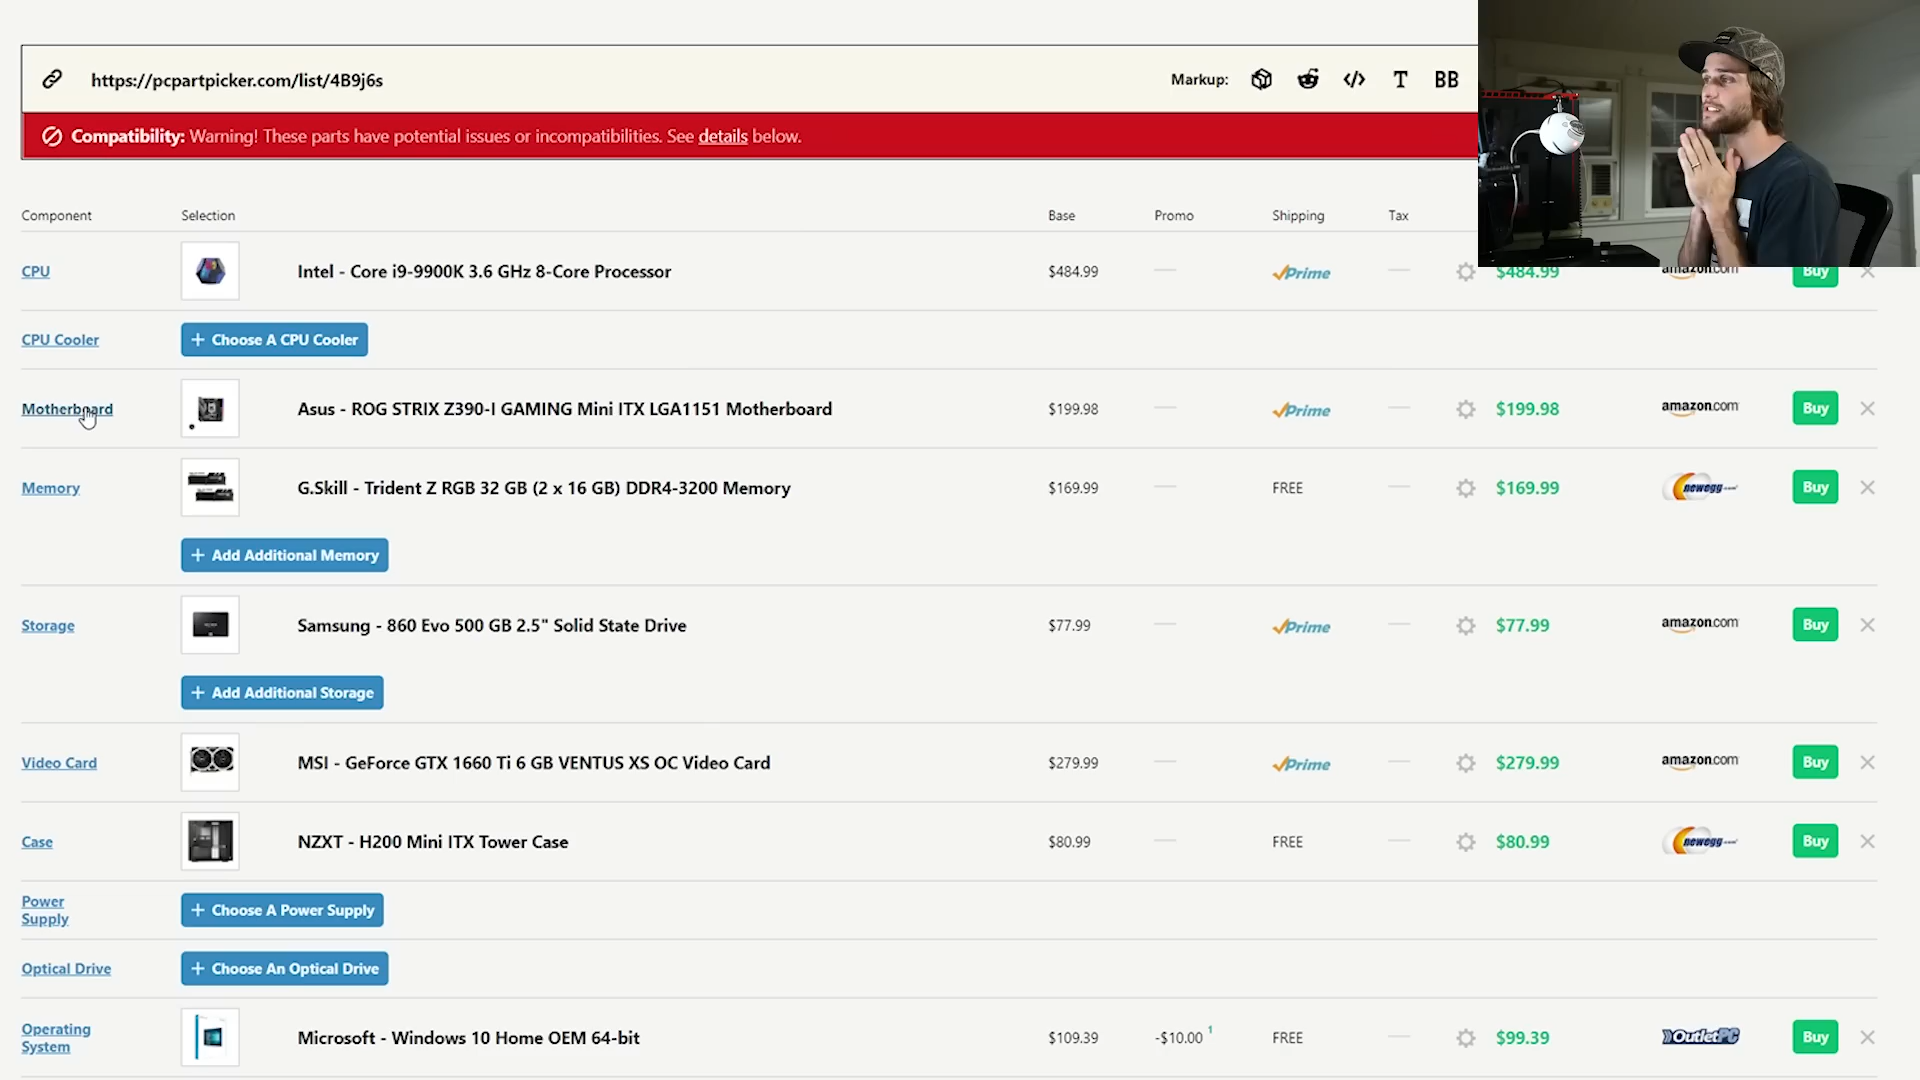 https://pcpartpicker.com/list/4B9j6s Markup: T BB
Compatibility: Warning! These parts have potential issues or incompatibilities. See details below.
Component Selection Base Promo Shipping Tax
CPU Intel - Core i9-9900K 3.6 GHz 8-Core Processor $484.99 Prime $484.99 amazon.com Buy
CPU Cooler + Choose A CPU Cooler
Motherboard Asus - ROG STRIX Z390-I GAMING Mini ITX LGA1151 Motherboard $199.98 Prime $199.98 amazon.com Buy
Memory G.Skill - Trident Z RGB 32 GB (2 x 16 GB) DDR4-3200 Memory $169.99 FREE $169.99 newegg.com Buy
+ Add Additional Memory
Storage Samsung - 860 Evo 500 GB 2.5" Solid State Drive $77.99 Prime $77.99 amazon.com Buy
+ Add Additional Storage
Video Card MSI - GeForce GTX 1660 Ti 6 GB VENTUS XS OC Video Card $279.99 Prime $279.99 amazon.com Buy
Case NZXT - H200 Mini ITX Tower Case $80.99 FREE $80.99 newegg.com Buy
Power
Supply + Choose A Power Supply
Optical Drive + Choose An Optical Drive
Operating
System Microsoft - Windows 10 Home OEM 64-bit $109.39 -$10.00 1 FREE $99.39 OutletPC Buy